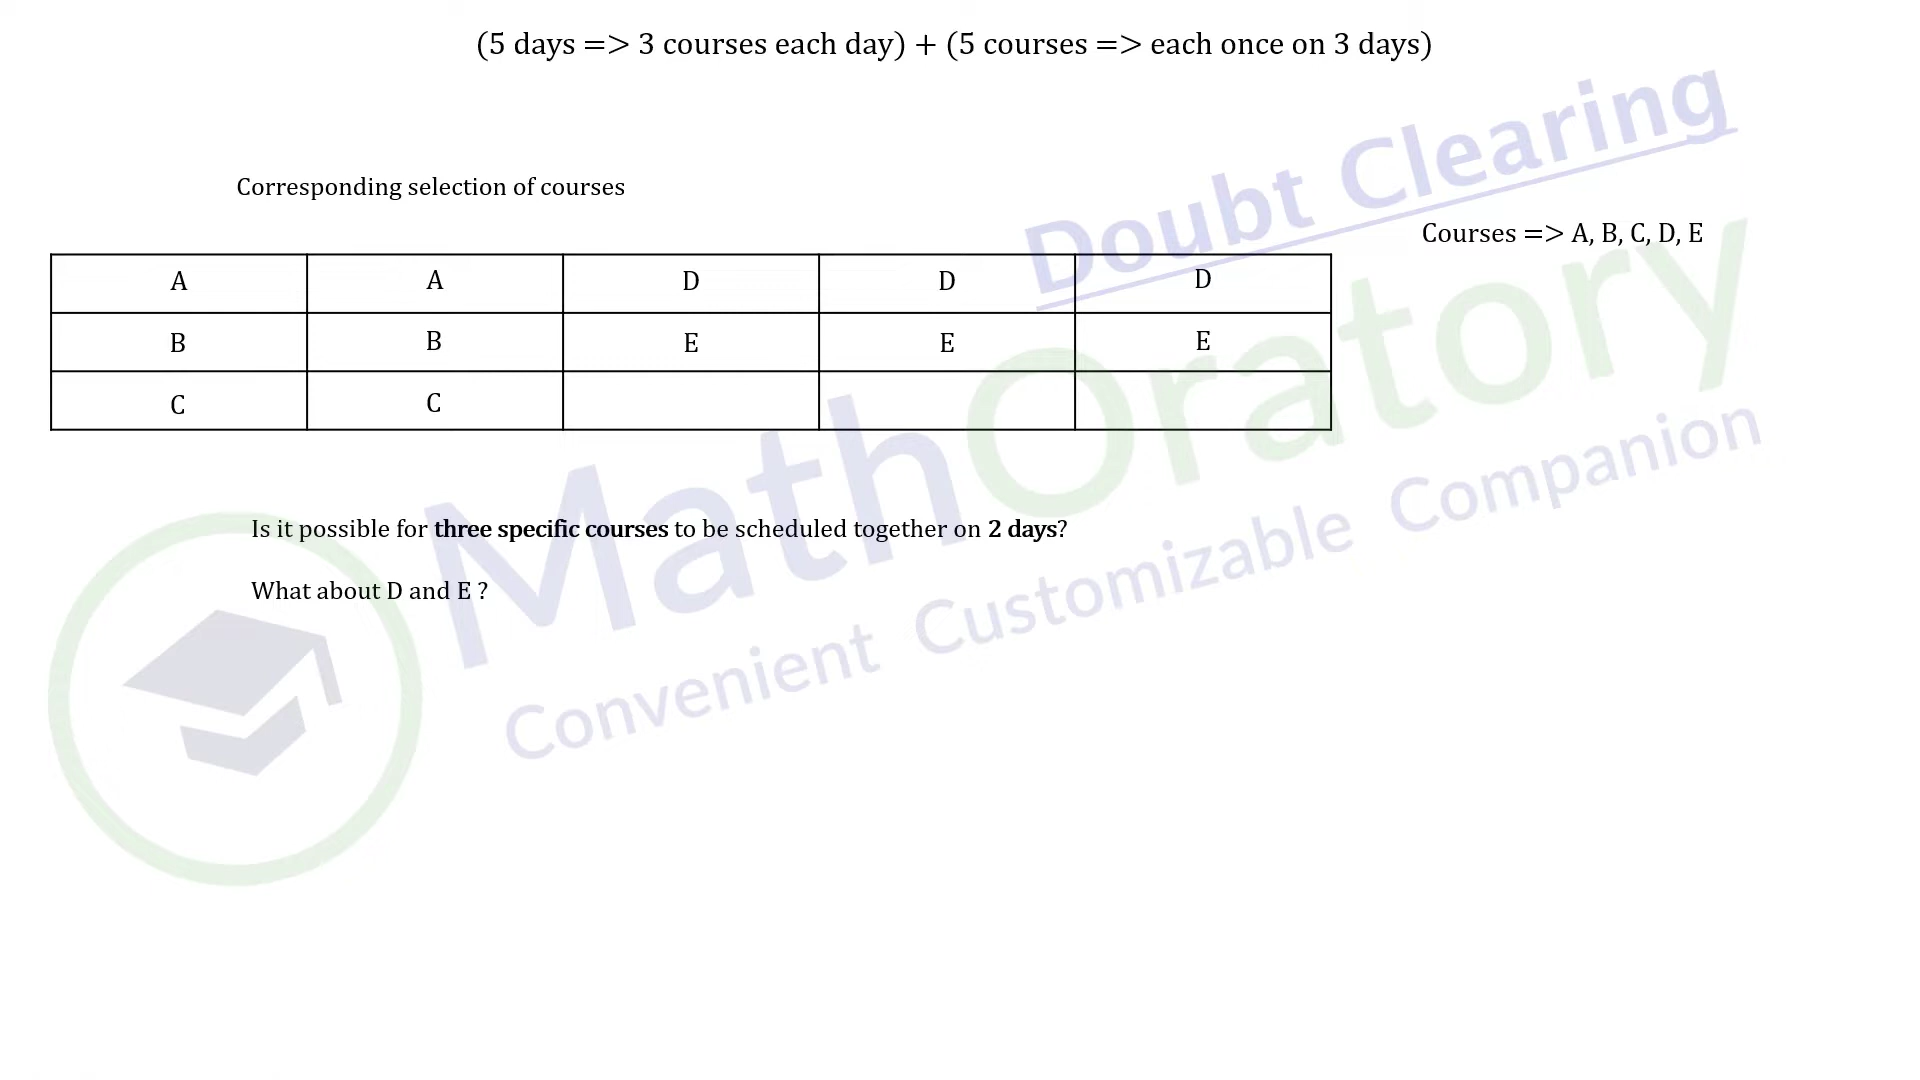 (5 days => 3 courses each day) + (5 courses => each once on 3 days)
Doubt Clearing
Corresponding selection of courses
Courses => A, B, C, D, E
A A D D D
B B E E E
C C
MathOratory
Convenient Customizable Companion
Is it possible for three specific courses to be scheduled together on 2 days?
What about D and E ?